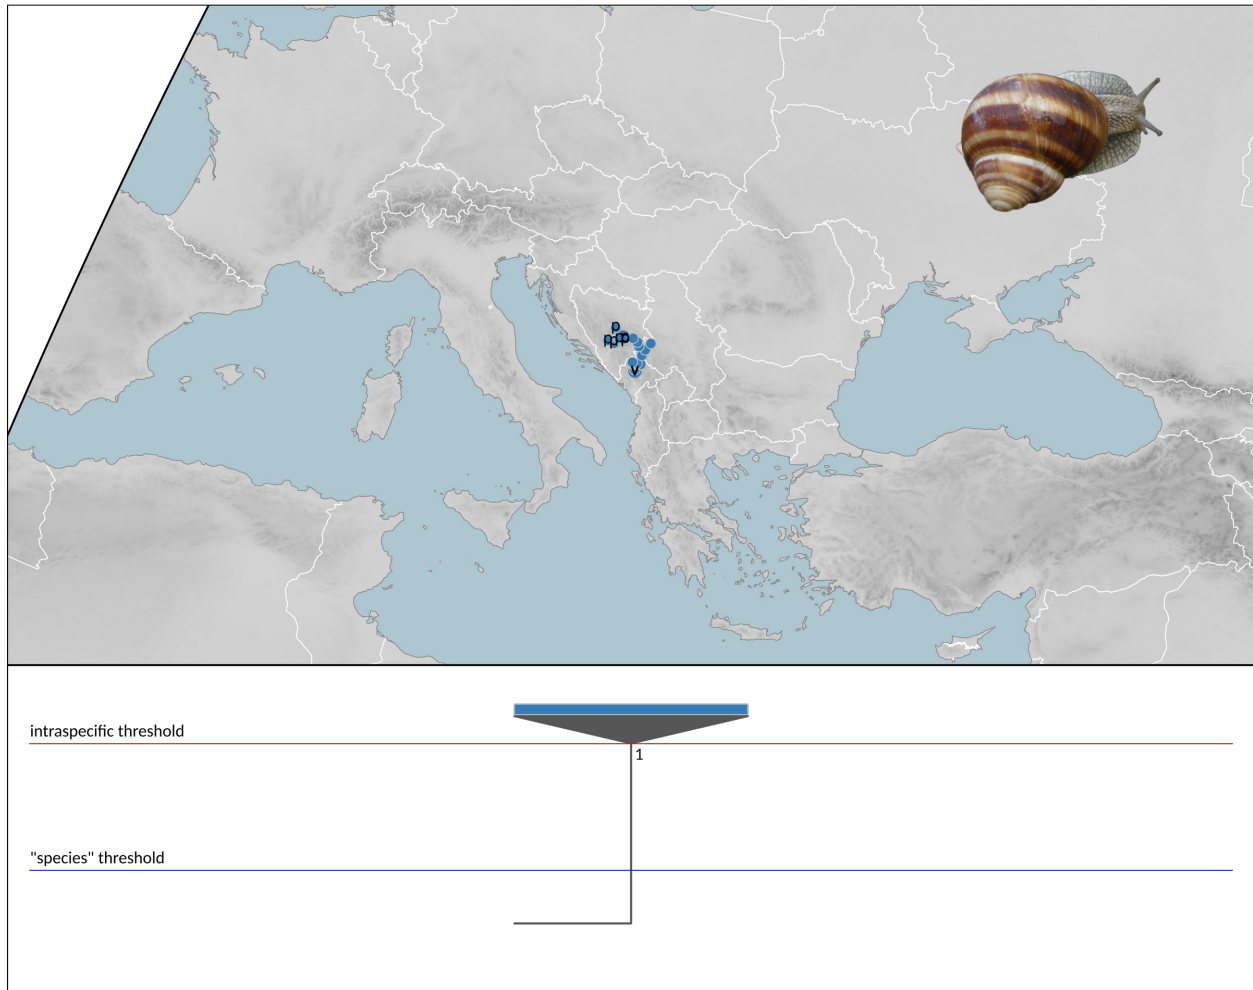 p
p p p p
v
intraspecific threshold
1
"species" threshold